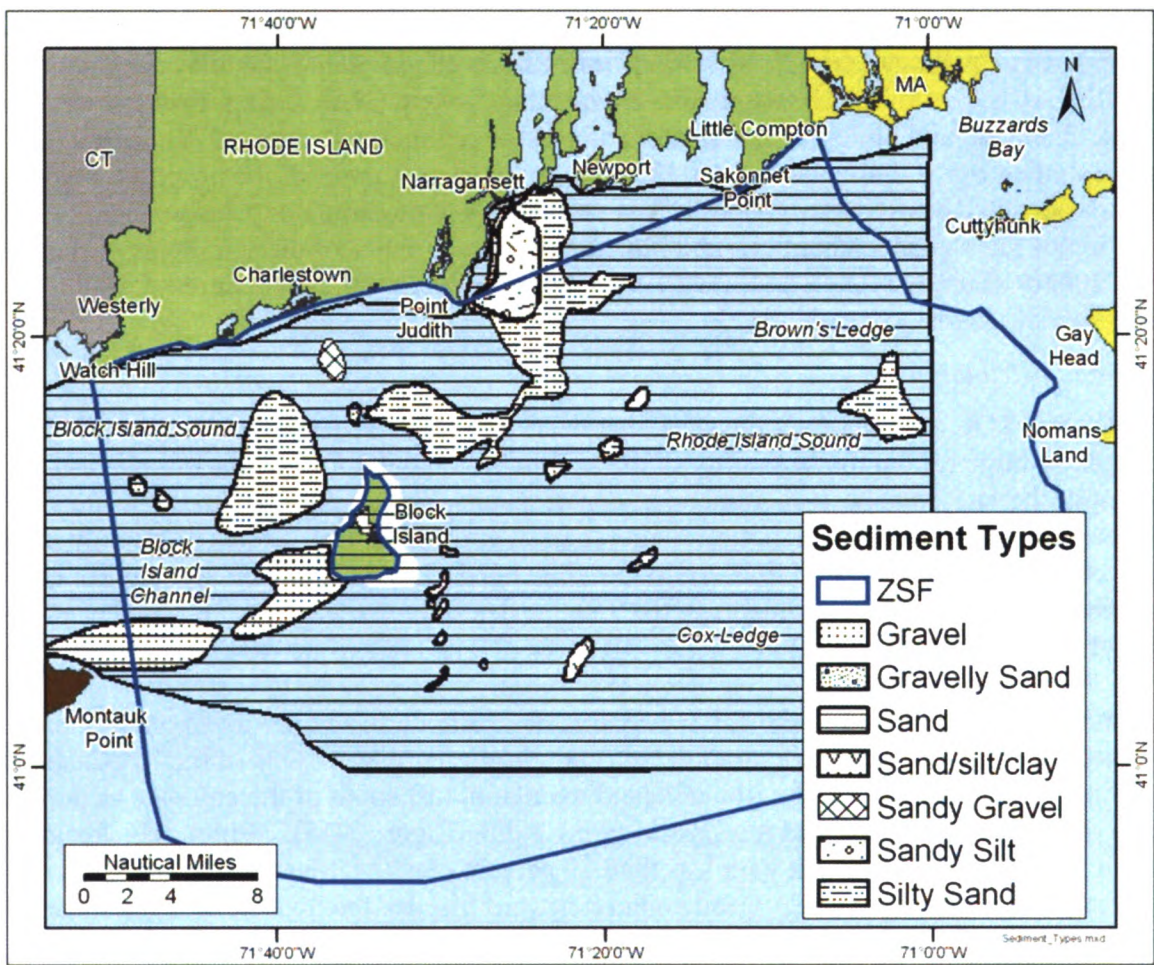 71°40'0"W
71°20'0"W
71°0'0"W
N
MA
CT
RHODE ISLAND
Little Compton
Buzzards
Bay
Newport
Narragansett
Sakonnet
Point
Cuttyhunk
Charlestown
Westerly
Point
Judith
41°20'0"N
41°20'0"N
Brown's Ledge
Gay
Head
Watch Hill
Block Island Sound
Rhode Island Sound
Nomans
Land
Block
Island
Block
Island
Channel
Cox Ledge
Montauk
Point
41°0'0"N
41°0'0"N
Sediment Types
ZSF
Gravel
Gravelly Sand
Sand
Sand/silt/clay
Sandy Gravel
Sandy Silt
Silty Sand
Nautical Miles
0 2 4 8
Sediment_Types.mxd
71°40'0"W
71°20'0"W
71°0'0"W